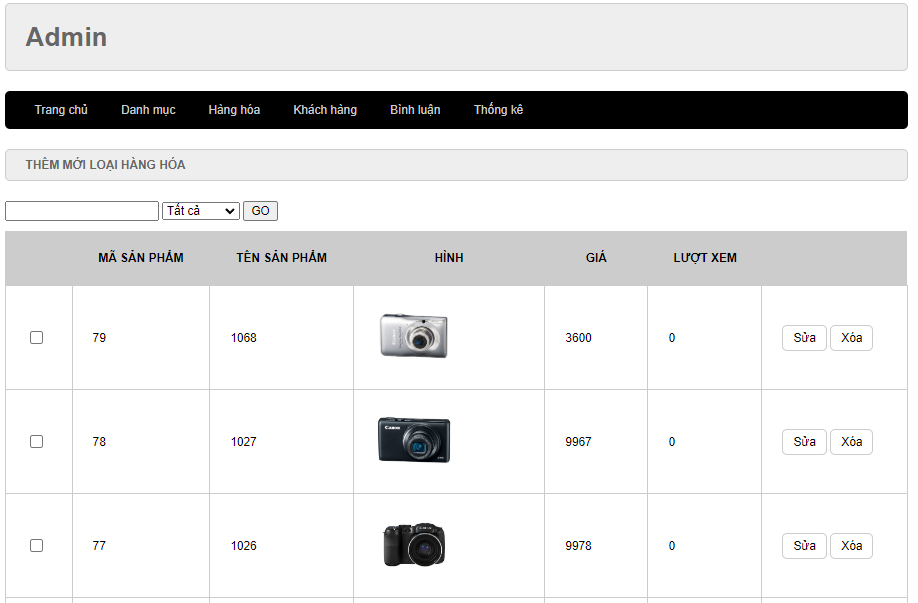 Admin
Trang chủ Danh mục Hàng hóa Khách hàng Bình luận Thống kê
THÊM MỚI LOẠI HÀNG HÓA
Tất cả GO
MÃ SẢN PHẨM TÊN SẢN PHẨM HÌNH GIÁ LƯỢT XEM
79 1068 3600 0 Sửa Xóa
Canon
78 1027 9967 0 Sửa Xóa
77 1026 9978 0 Sửa Xóa